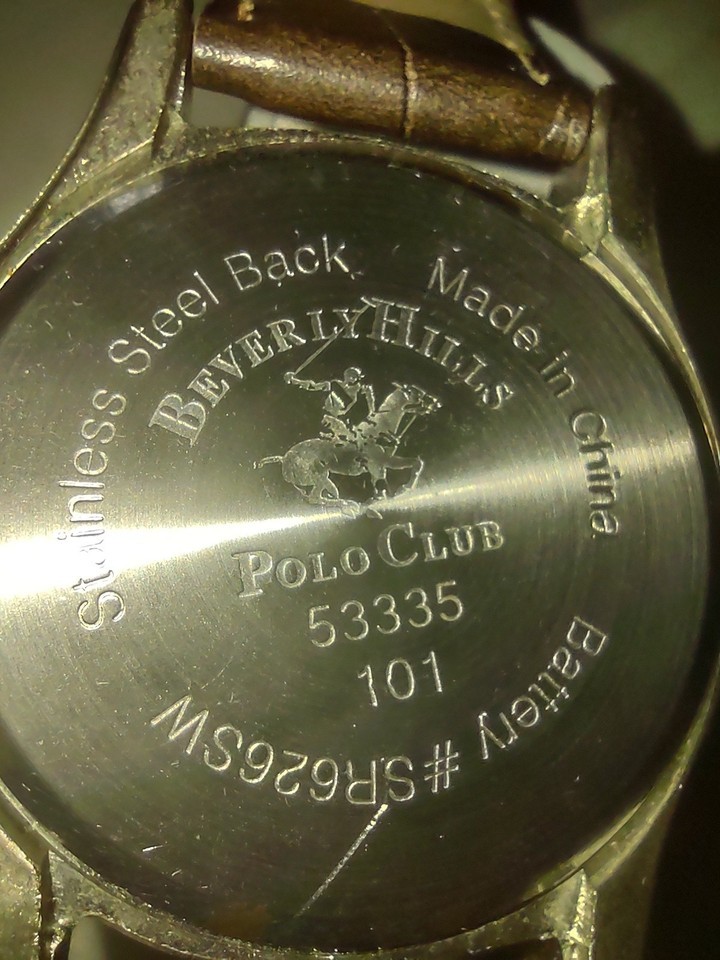 Stainless Steel Back
Made in China
BEVERLY HILLS
POLO CLUB
53335
101
Battery #SR626SW